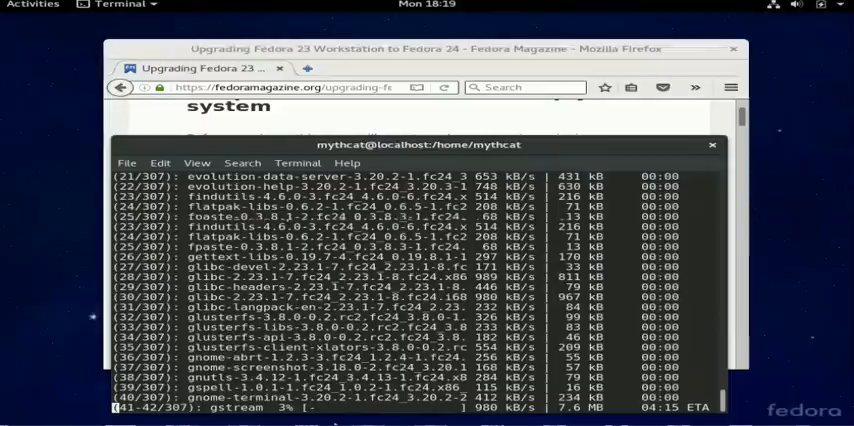 Activities Terminal Mon 18:19
Upgrading Fedora 23 Workstation to Fedora 24 - Fedora Magazine - Mozilla Firefox ×
Upgrading Fedora 23 ... ×
https://fedoramagazine.org/upgrading-fe Search
system
mythcat@localhost:/home/mythcat ×
File Edit View Search Terminal Help
(21/307): evolution-data-server-3.20.2-1.fc24_3 653 kB/s | 431 kB 00:00
(22/307): evolution-help-3.20.2-1.fc24_3.20.3-1 748 kB/s | 630 kB 00:00
(23/307): findutils-4.6.0-3.fc24_4.6.0-4.fc24.x 514 kB/s | 216 kB 00:00
(24/307): flatpak-libs-0.6.2-1.fc24_0.6.5-1.fc2 208 kB/s | 71 kB 00:00
(25/307): 68 kB/s | 13 kB 00:00
(23/307): findutils-4.6.0-3.fc24_4.6.0-4.fc24.x 514 kB/s | 216 kB 00:00
(24/307): flatpak-libs-0.6.2-1.fc24_0.6.5-1.fc2 208 kB/s | 71 kB 00:00
(25/307): fpaste-0.3.8.1-2.fc24_0.3.8.3-1.fc24. 68 kB/s | 13 kB 00:00
(26/307): gettext-libs-0.19.7-4.fc24_0.19.8.1-1 297 kB/s | 170 kB 00:00
(27/307): glibc-devel-2.23.1-7.fc24_2.23.1-8.fc 171 kB/s | 33 kB 00:00
(28/307): glibc-2.23.1-7.fc24_2.23.1-8.fc24.x86 989 kB/s | 811 kB 00:00
(29/307): glibc-headers-2.23.1-7.fc24_2.23.1-8. 446 kB/s | 79 kB 00:00
(30/307): glibc-2.23.1-7.fc24_2.23.1-8.fc24.i68 980 kB/s | 967 kB 00:00
(31/307): glibc-langpack-en-2.23.1-7.fc24_2.23. 232 kB/s | 84 kB 00:00
(32/307): glusterfs-3.8.0-0.2.rc2.fc24_3.8.0-1. 326 kB/s | 99 kB 00:00
(33/307): glusterfs-libs-3.8.0-0.2.rc2.fc24_3.8 233 kB/s | 83 kB 00:00
(34/307): glusterfs-api-3.8.0-0.2.rc2.fc24_3.8. 182 kB/s | 46 kB 00:00
(35/307): glusterfs-client-xlators-3.8.0-0.2.rc 554 kB/s | 209 kB 00:00
(36/307): gnome-abrt-1.2.3-3.fc24_1.2.4-1.fc24. 256 kB/s | 55 kB 00:00
(37/307): gnome-screenshot-3.18.0-2.fc24_3.20.1 168 kB/s | 57 kB 00:00
(38/307): gnutls-3.4.12-1.fc24_3.4.13-1.fc24.x8 284 kB/s | 79 kB 00:00
(39/307): gspell-1.0.1-1.fc24_1.0.2-1.fc24.x86_ 115 kB/s | 16 kB 00:00
(40/307): gnome-terminal-3.20.2-1.fc24_3.20.2-2 412 kB/s | 234 kB 00:00
(41-42/307): gstream 3% [- ] 980 kB/s | 7.6 MB 04:15 ETA
fedora